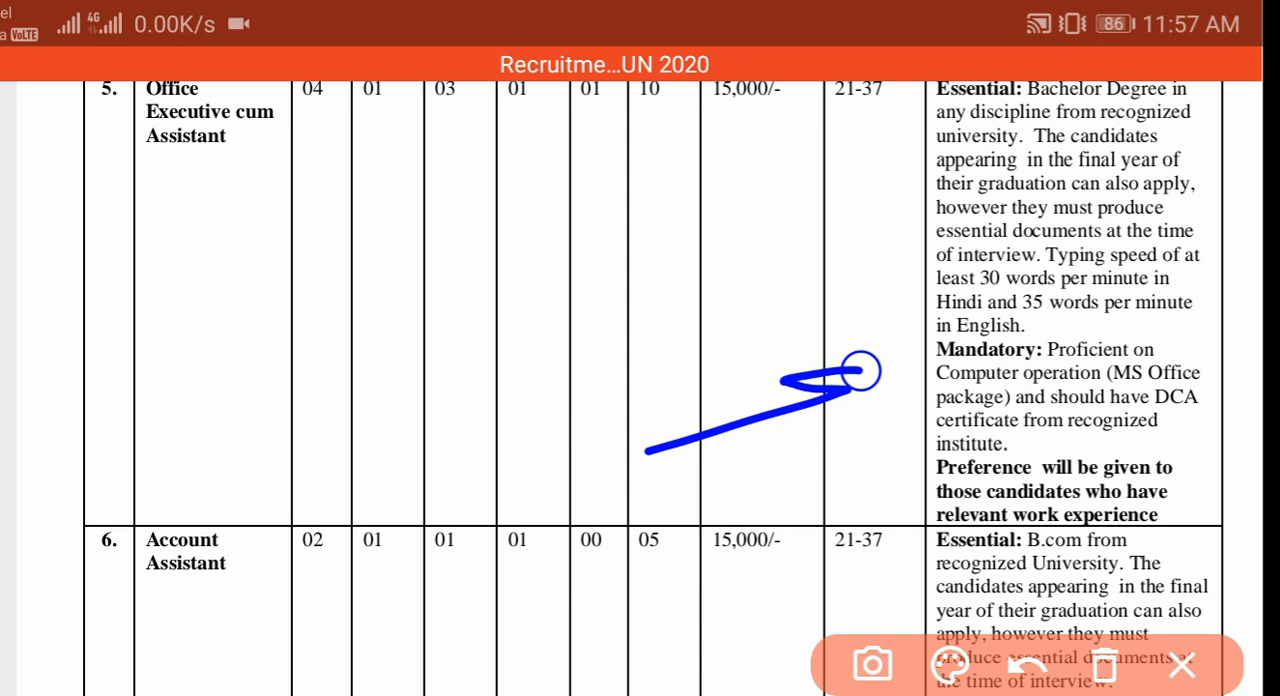 el
a VoLTE 4G 0.00K/s 86 11:57 AM
Recruitme...UN 2020
5. Office 04 01 03 01 01 10 15,000/- 21-37 Essential: Bachelor Degree in
Executive cum any discipline from recognized
Assistant university. The candidates
appearing in the final year of
their graduation can also apply,
however they must produce
essential documents at the time
of interview. Typing speed of at
least 30 words per minute in
Hindi and 35 words per minute
in English.
Mandatory: Proficient on
Computer operation (MS Office
package) and should have DCA
certificate from recognized
institute.
Preference will be given to
those candidates who have
relevant work experience
6. Account 02 01 01 01 00 05 15,000/- 21-37 Essential: B.com from
Assistant recognized University. The
candidates appearing in the final
year of their graduation can also
apply, however they must
produce essential documents at
the time of interview.